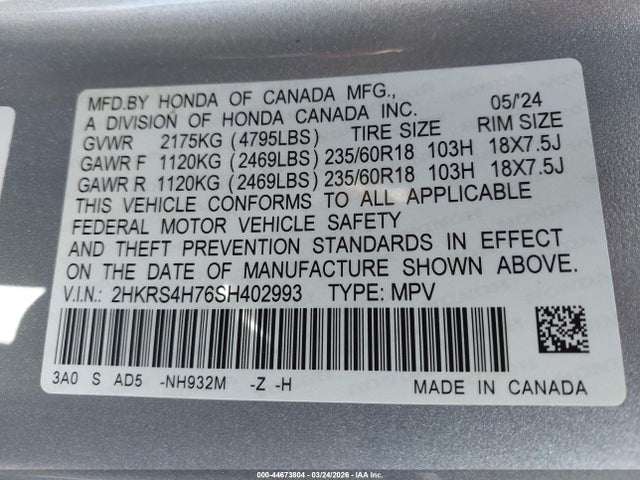 MFD.BY HONDA OF CANADA MFG.,
A DIVISION OF HONDA CANADA INC. 05/'24
GVWR 2175KG (4795LBS) TIRE SIZE RIM SIZE
GAWR F 1120KG (2469LBS) 235/60R18 103H 18X7.5J
GAWR R 1120KG (2469LBS) 235/60R18 103H 18X7.5J
THIS VEHICLE CONFORMS TO ALL APPLICABLE
FEDERAL MOTOR VEHICLE SAFETY
AND THEFT PREVENTION STANDARDS IN EFFECT
ON THE DATE OF MANUFACTURE SHOWN ABOVE.
V.I.N.: 2HKRS4H76SH402993 TYPE: MPV
3A0 S AD5 -NH932M -Z -H MADE IN CANADA
000-44673804 - 03/24/2026 - IAA Inc.